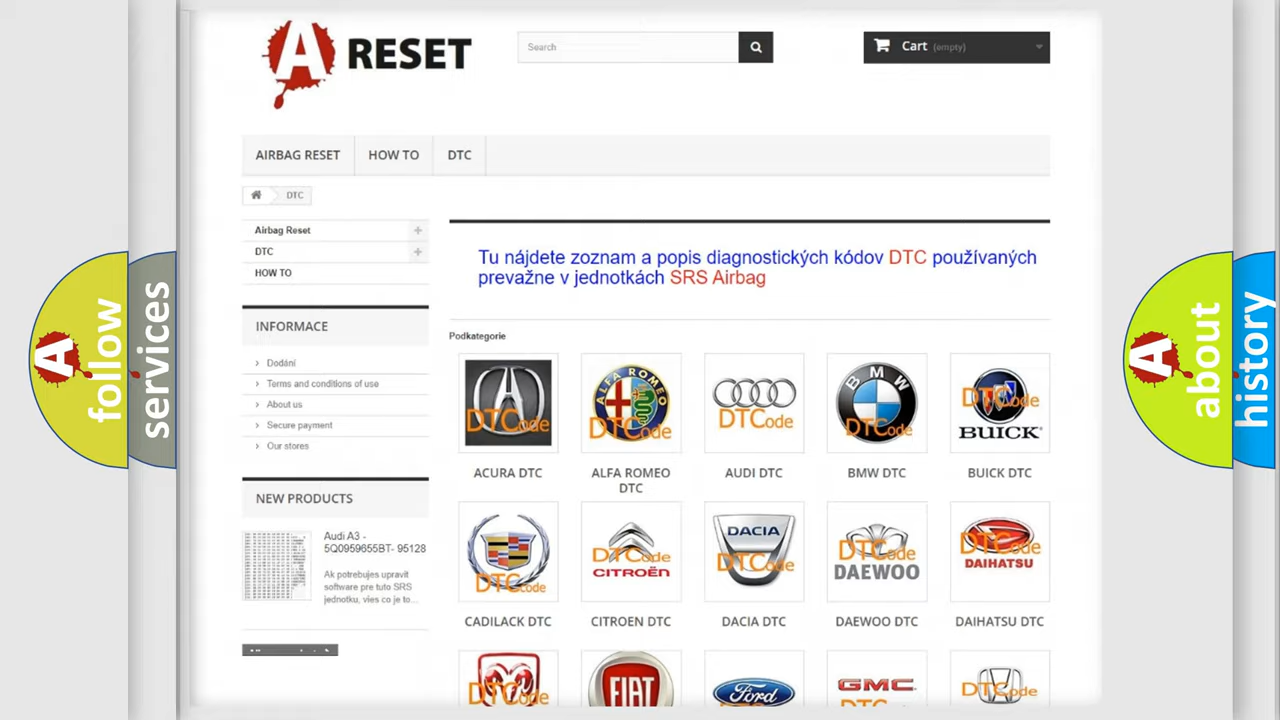 A RESET
Search
Cart (empty)
AIRBAG RESET
HOW TO
DTC
DTC
Airbag Reset
DTC
HOW TO
INFORMACE
Dodání
Terms and conditions of use
About us
Secure payment
Our stores
NEW PRODUCTS
Audi A3 -
5Q0959655BT- 95128
Ak potrebujes upravit
software pre tuto SRS
jednotku, vies co je to...
Tu nájdete zoznam a popis diagnostických kódov DTC používaných
prevažne v jednotkách SRS Airbag
Podkategorie
DTCode
ALFA ROMEO
DTCode
DTCode
BMW
DTCode
DTCode
BUICK
ACURA DTC
ALFA ROMEO
DTC
AUDI DTC
BMW DTC
BUICK DTC
DTCode
DTCode
CITROËN
DACIA
DTCode
DTCode
DAEWOO
DTCode
DAIHATSU
CADILACK DTC
CITROEN DTC
DACIA DTC
DAEWOO DTC
DAIHATSU DTC
DTCode
FIAT
Ford
GMC
DTCode
A follow
services
A about
history